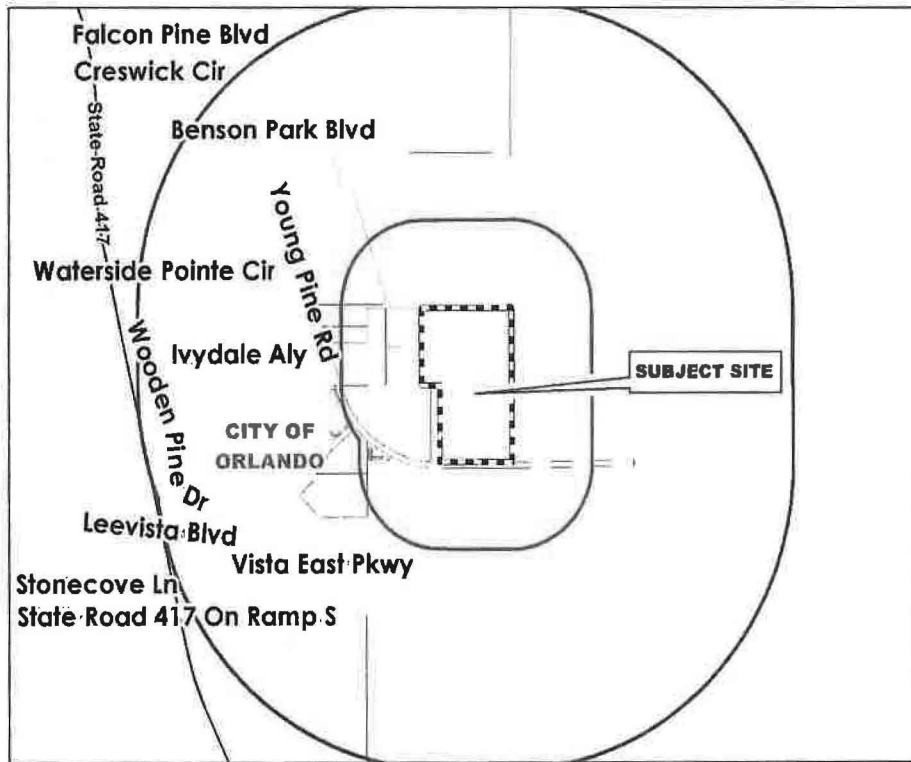 Falcon Pine Blvd
Creswick Cir
State Road 417
Benson Park Blvd
Young Pine Rd
Waterside Pointe Cir
Wooden Pine Dr
Ivydale Aly
SUBJECT SITE
CITY OF
ORLANDO
Leevista Blvd
Vista East Pkwy
Stonecove Ln
State Road 417 On Ramp S